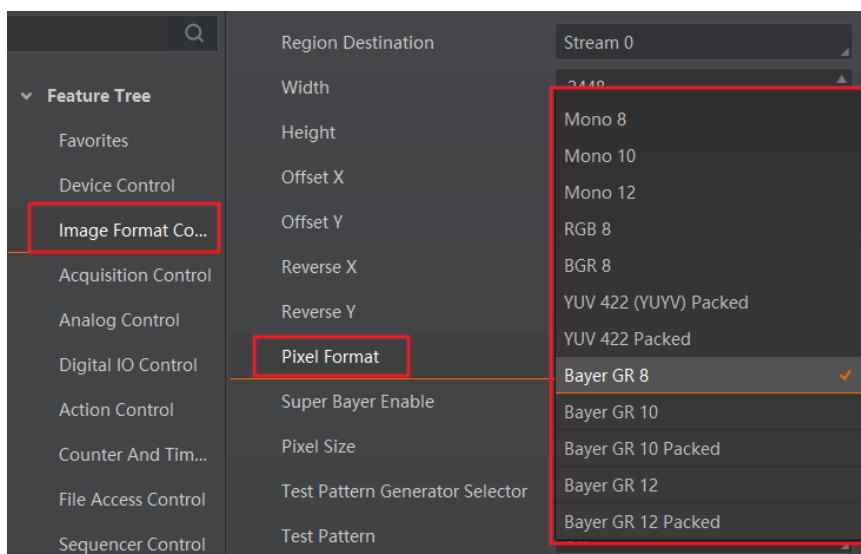 Feature Tree
Favorites
Device Control
Image Format Co...
Acquisition Control
Analog Control
Digital IO Control
Action Control
Counter And Tim...
File Access Control
Sequencer Control
Region Destination
Stream 0
Width
2448
Height
Offset X
Offset Y
Reverse X
Reverse Y
Pixel Format
Super Bayer Enable
Pixel Size
Test Pattern Generator Selector
Test Pattern
Mono 8
Mono 10
Mono 12
RGB 8
BGR 8
YUV 422 (YUYV) Packed
YUV 422 Packed
Bayer GR 8
Bayer GR 10
Bayer GR 10 Packed
Bayer GR 12
Bayer GR 12 Packed